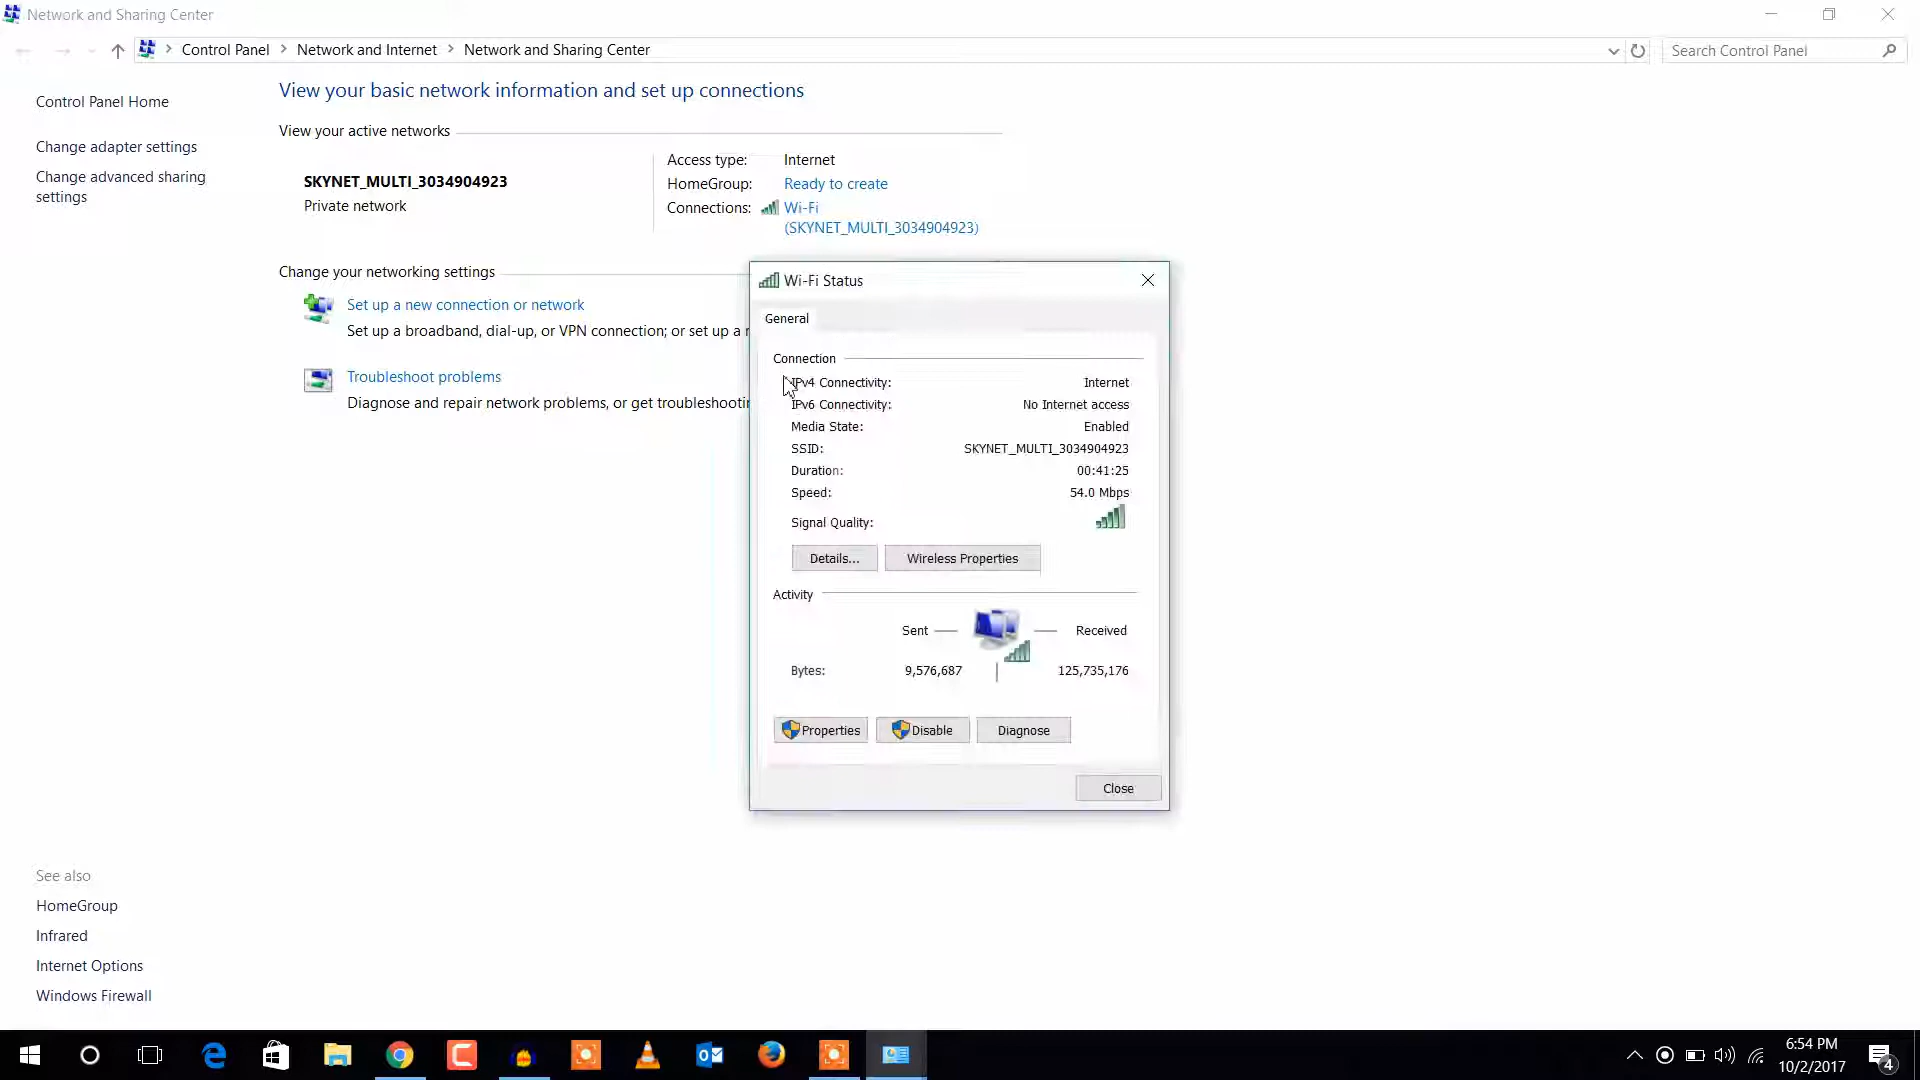 Network and Sharing Center
Control Panel
Network and Internet
Network and Sharing Center
Search Control Panel
Control Panel Home
Change adapter settings
Change advanced sharing
settings
View your basic network information and set up connections
View your active networks
SKYNET_MULTI_3034904923
Private network
Access type: Internet
HomeGroup: Ready to create
Connections: Wi-Fi
(SKYNET_MULTI_3034904923)
Change your networking settings
Set up a new connection or network
Set up a broadband, dial-up, or VPN connection; or set up a
Troubleshoot problems
Diagnose and repair network problems, or get
Wi-Fi Status
General
Connection
IPv4 Connectivity: Internet
IPv6 Connectivity: No Internet access
Media State: Enabled
SSID: SKYNET_MULTI_3034904923
Duration: 00:41:25
Speed: 54.0 Mbps
Signal Quality:
Details...
Wireless Properties
Activity
Sent
Received
Bytes: 9,576,687 125,735,176
Properties
Disable
Diagnose
Close
See also
HomeGroup
Infrared
Internet Options
Windows Firewall
6:54 PM
10/2/2017
4